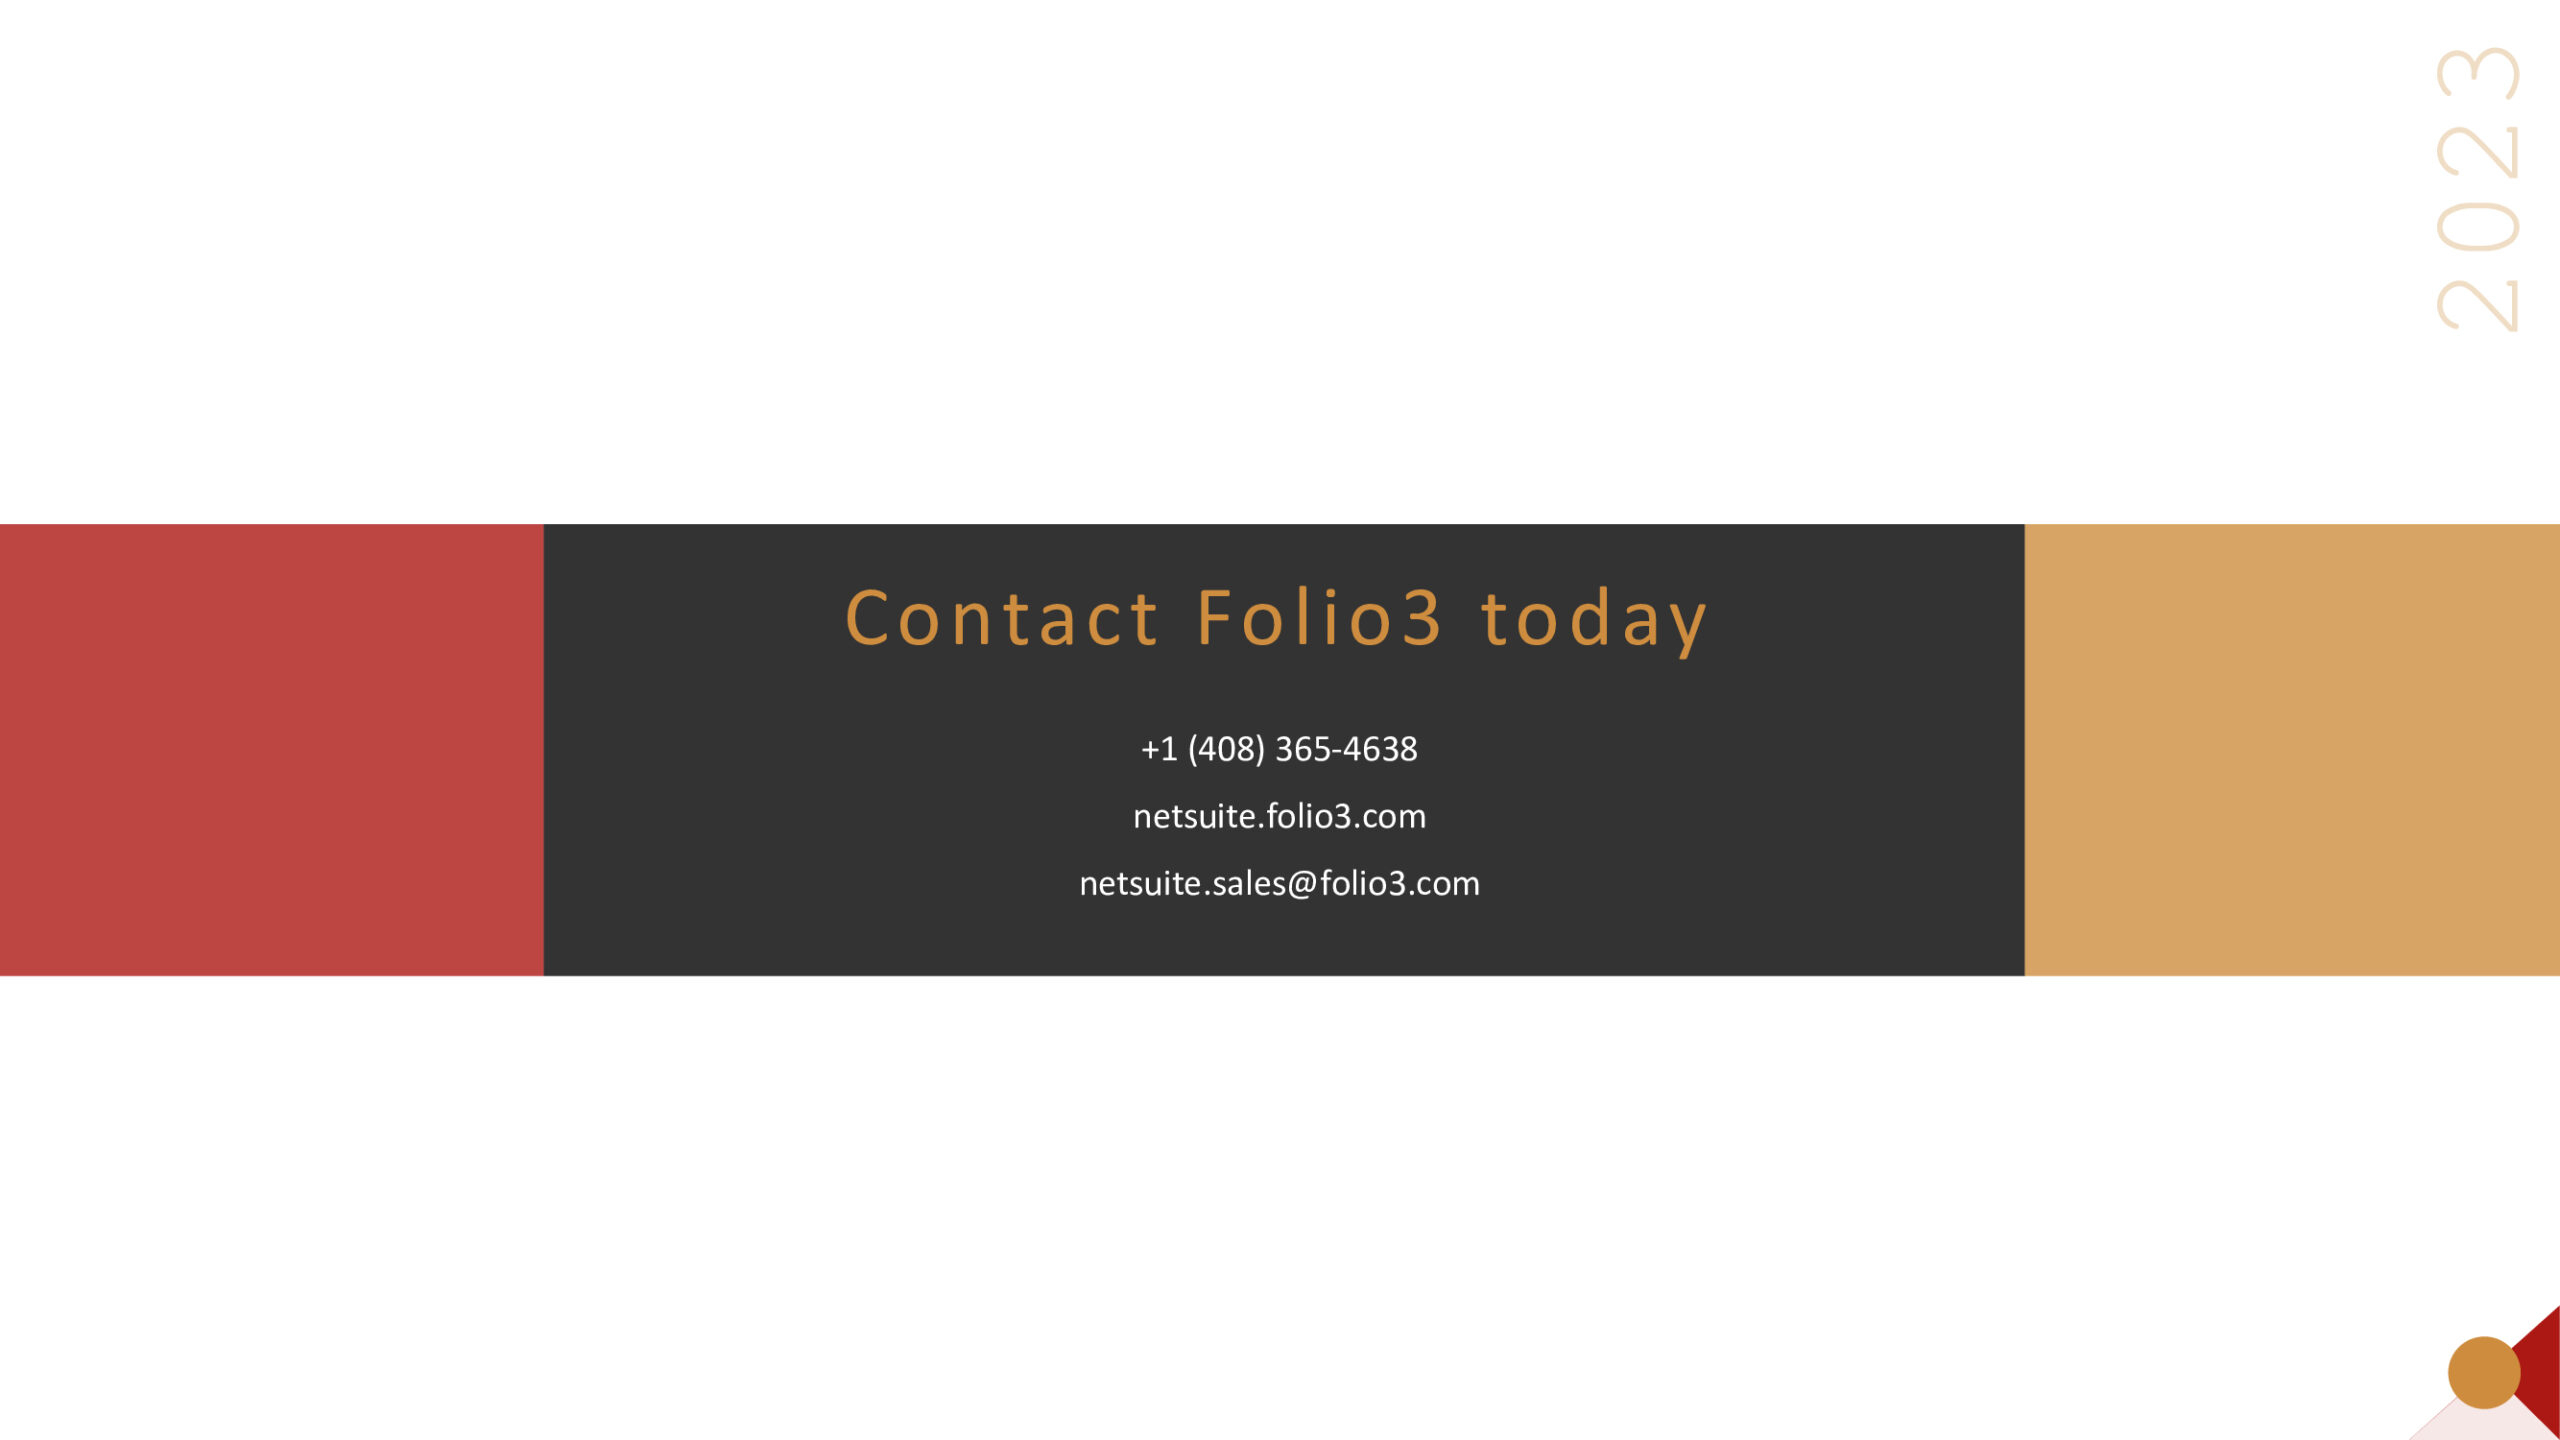 2023
Contact Folio3 today
+1 (408) 365-4638
netsuite.folio3.com
netsuite.sales@folio3.com